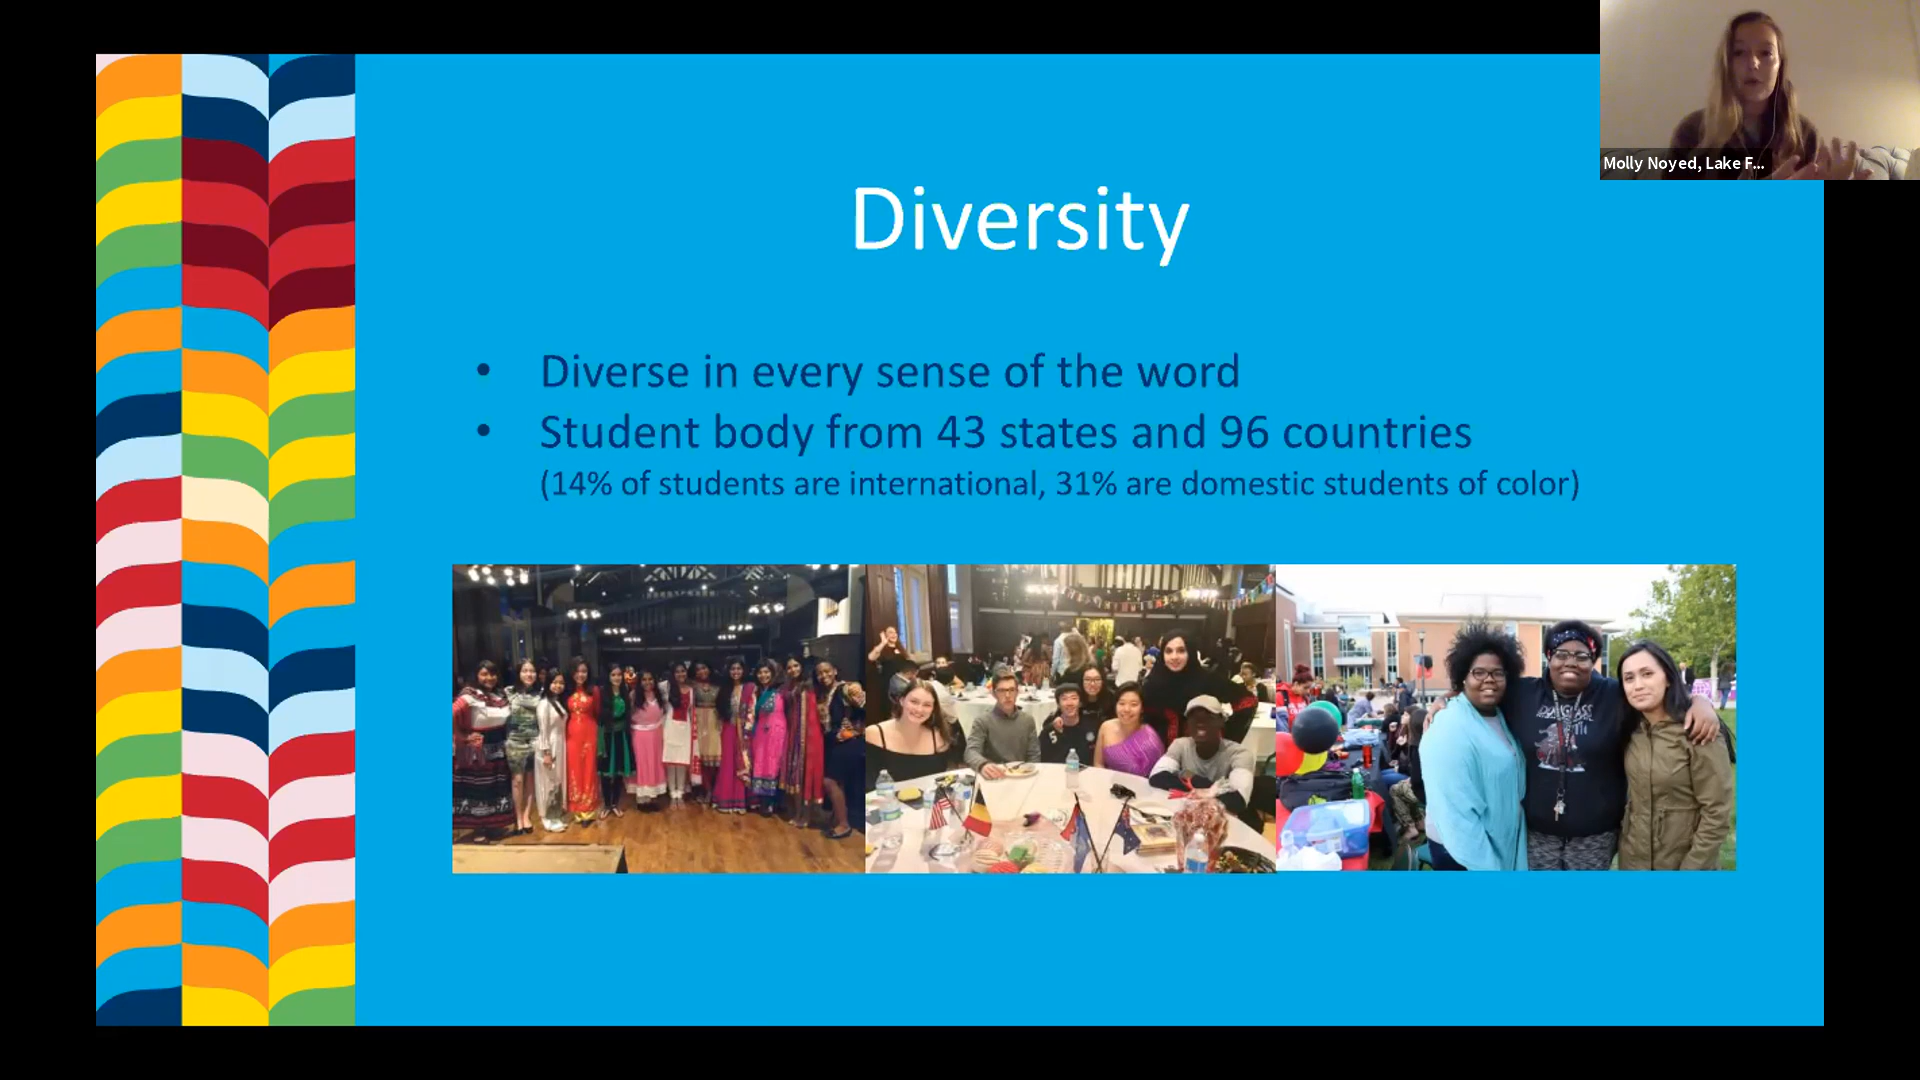 Molly Noyed, Lake F...
Diversity
• Diverse in every sense of the word
• Student body from 43 states and 96 countries
(14% of students are international, 31% are domestic students of color)